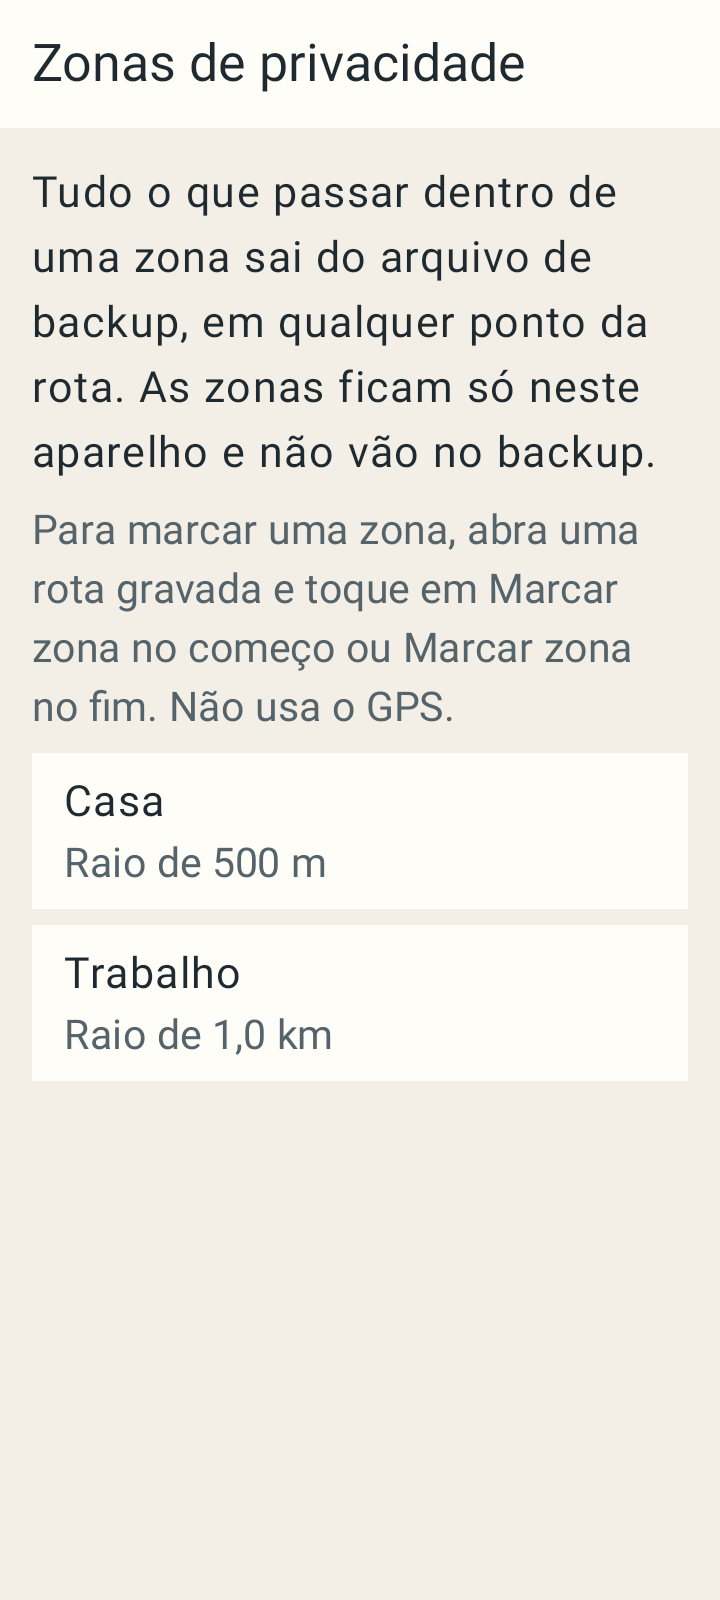 Zonas de privacidade
Tudo o que passar dentro de
uma zona sai do arquivo de
backup, em qualquer ponto da
rota. As zonas ficam só neste
aparelho e não vão no backup.
Para marcar uma zona, abra uma
rota gravada e toque em Marcar
zona no começo ou Marcar zona
no fim. Não usa o GPS.
Casa
Raio de 500 m
Trabalho
Raio de 1,0 km